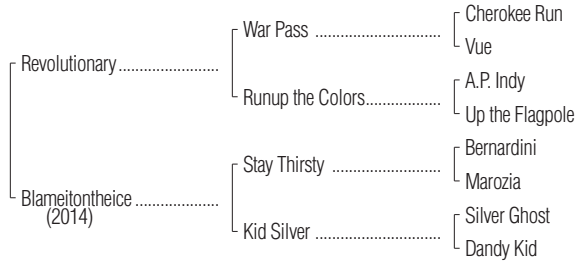 Cherokee Run
War Pass ..............................
Vue
Revolutionary........................
A.P. Indy
Runup the Colors..................
Up the Flagpole
Bernardini
Stay Thirsty ..........................
Marozia
Blameitontheice ....................
(2014)
Silver Ghost
Kid Silver ..............................
Dandy Kid